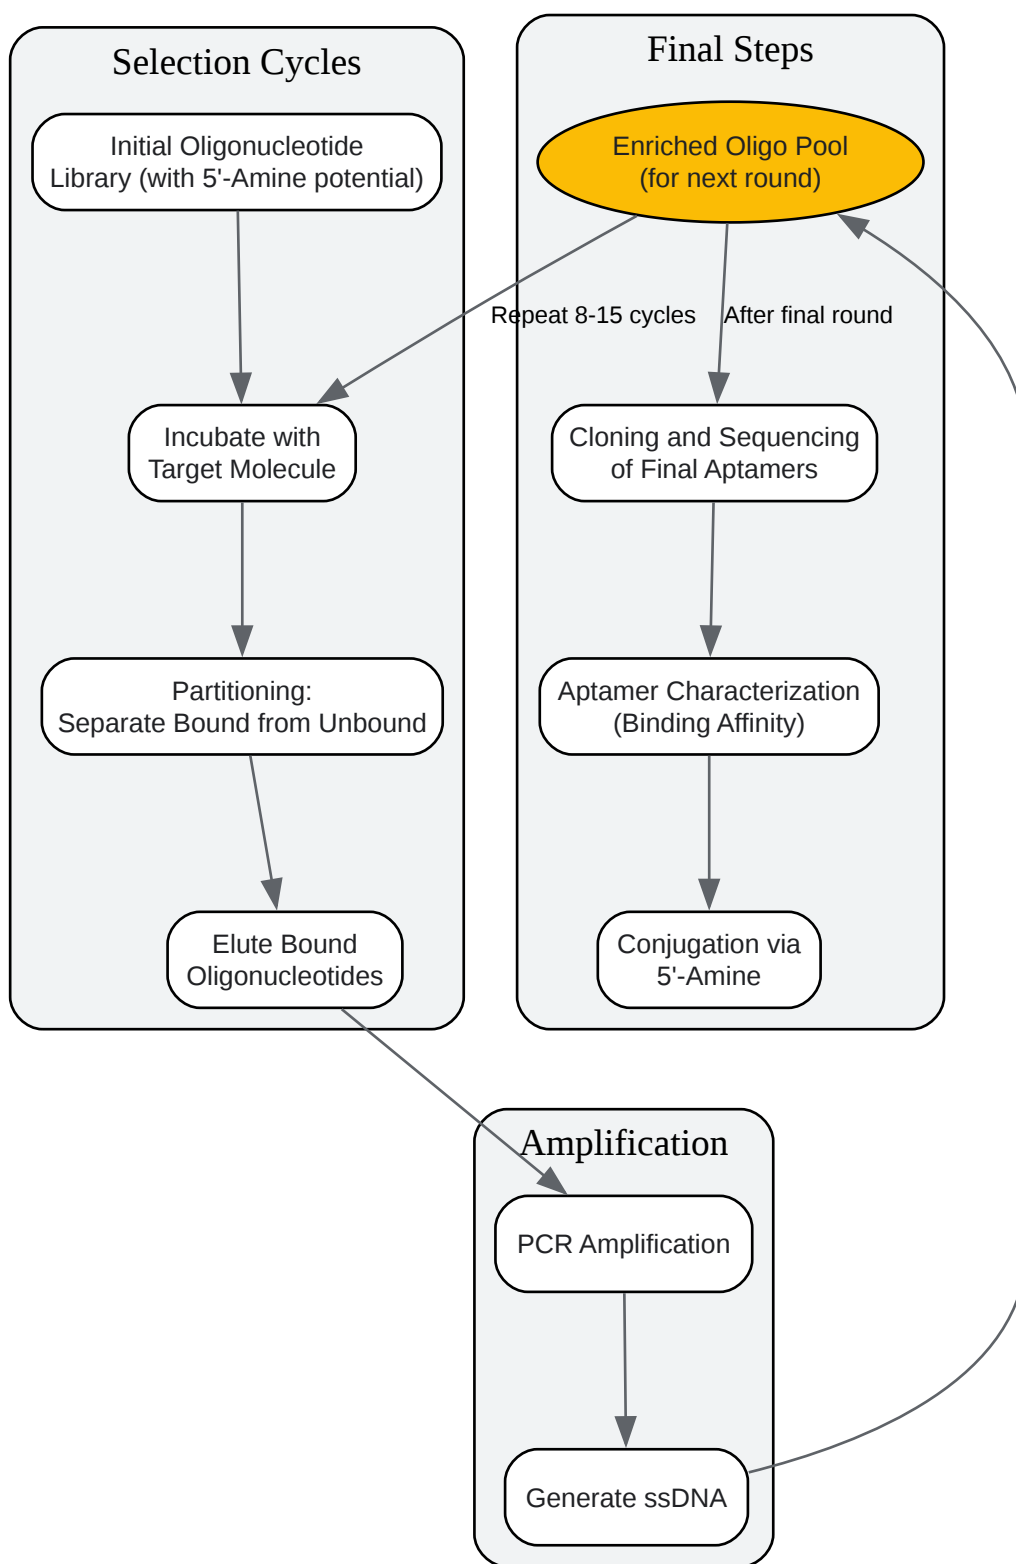 Selection Cycles
Initial Oligonucleotide
Library (with 5'-Amine potential)
Incubate with
Target Molecule
Partitioning:
Separate Bound from Unbound
Elute Bound
Oligonucleotides
Final Steps
Enriched Oligo Pool
(for next round)
Repeat 8-15 cycles
After final round
Cloning and Sequencing
of Final Aptamers
Aptamer Characterization
(Binding Affinity)
Conjugation via
5'-Amine
Amplification
PCR Amplification
Generate ssDNA